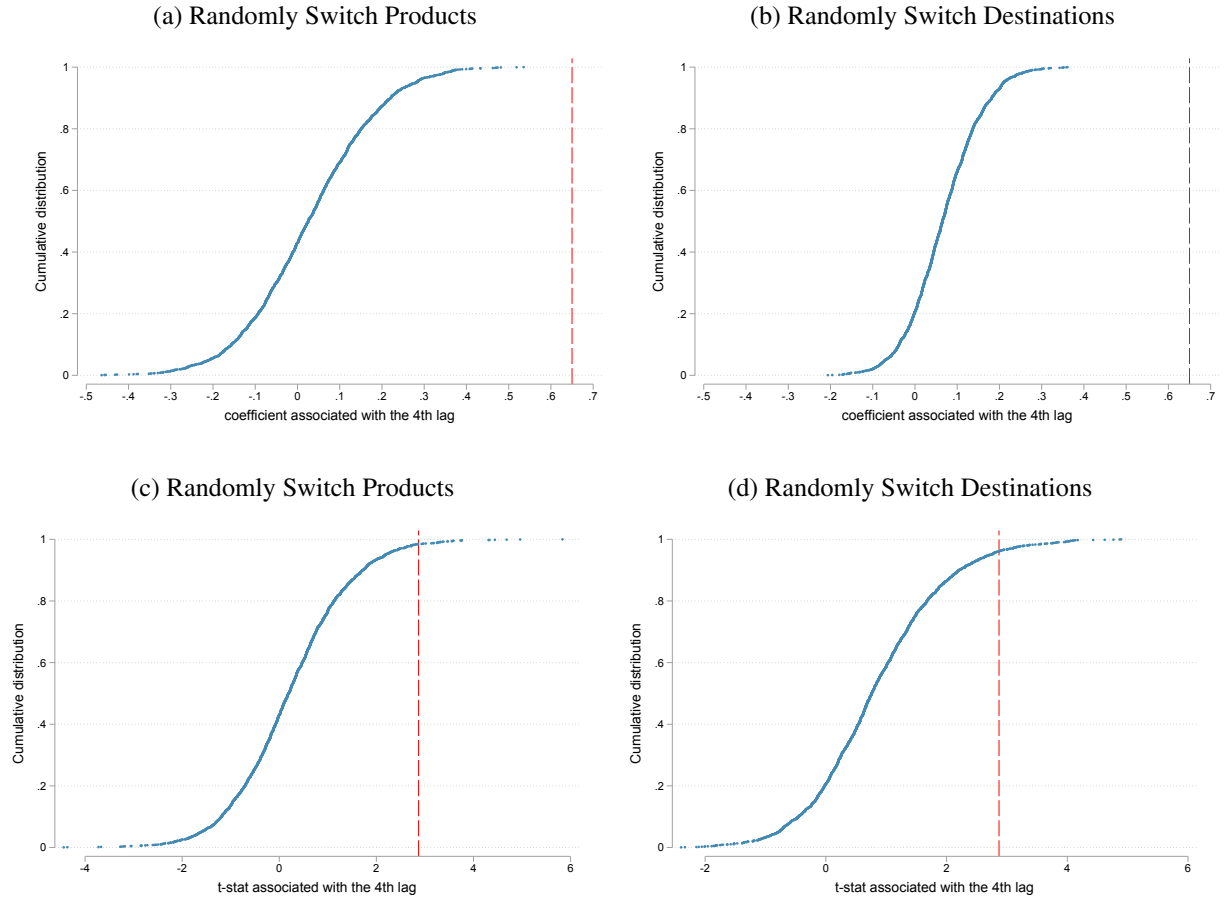 (a) Randomly Switch Products
(b) Randomly Switch Destinations
Cumulative distribution
1
.8
.6
.4
.2
0
-.5 -.4 -.3 -.2 -.1 0 .1 .2 .3 .4 .5 .6 .7
coefficient associated with the 4th lag
Cumulative distribution
1
.8
.6
.4
.2
0
-.5 -.4 -.3 -.2 -.1 0 .1 .2 .3 .4 .5 .6 .7
coefficient associated with the 4th lag
(c) Randomly Switch Products
(d) Randomly Switch Destinations
Cumulative distribution
1
.8
.6
.4
.2
0
-4 -2 0 2 4 6
t-stat associated with the 4th lag
Cumulative distribution
1
.8
.6
.4
.2
0
-2 0 2 4 6
t-stat associated with the 4th lag